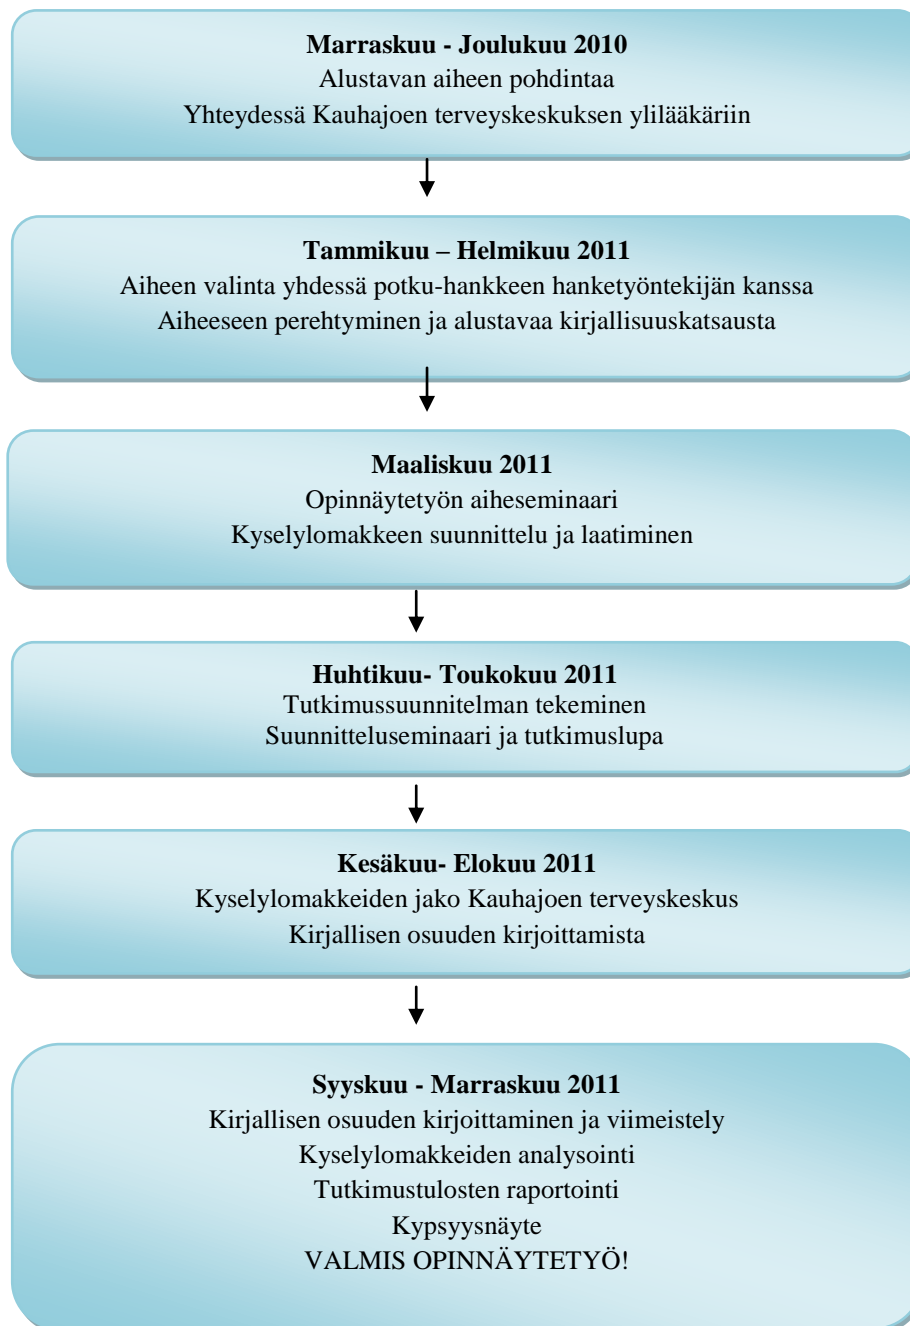 Marraskuu - Joulukuu 2010
Alustavan aiheen pohdintaa
Yhteydessä Kauhajoen terveyskeskuksen ylilääkäriin
Tammikuu – Helmikuu 2011
Aiheen valinta yhdessä potku-hankkeen hanketyöntekijän kanssa
Aiheeseen perehtyminen ja alustavaa kirjallisuuskatsausta
Maaliskuu 2011
Opinnäytetyön aiheseminaari
Kyselylomakkeen suunnittelu ja laatiminen
Huhtikuu- Toukokuu 2011
Tutkimussuunnitelman tekeminen
Suunnitteluseminaari ja tutkimuslupa
Kesäkuu- Elokuu 2011
Kyselylomakkeiden jako Kauhajoen terveyskeskus
Kirjallisen osuuden kirjoittamista
Syyskuu - Marraskuu 2011
Kirjallisen osuuden kirjoittaminen ja viimeistely
Kyselylomakkeiden analysointi
Tutkimustulosten raportointi
Kypsyysnäyte
VALMIS OPINNÄYTETYÖ!